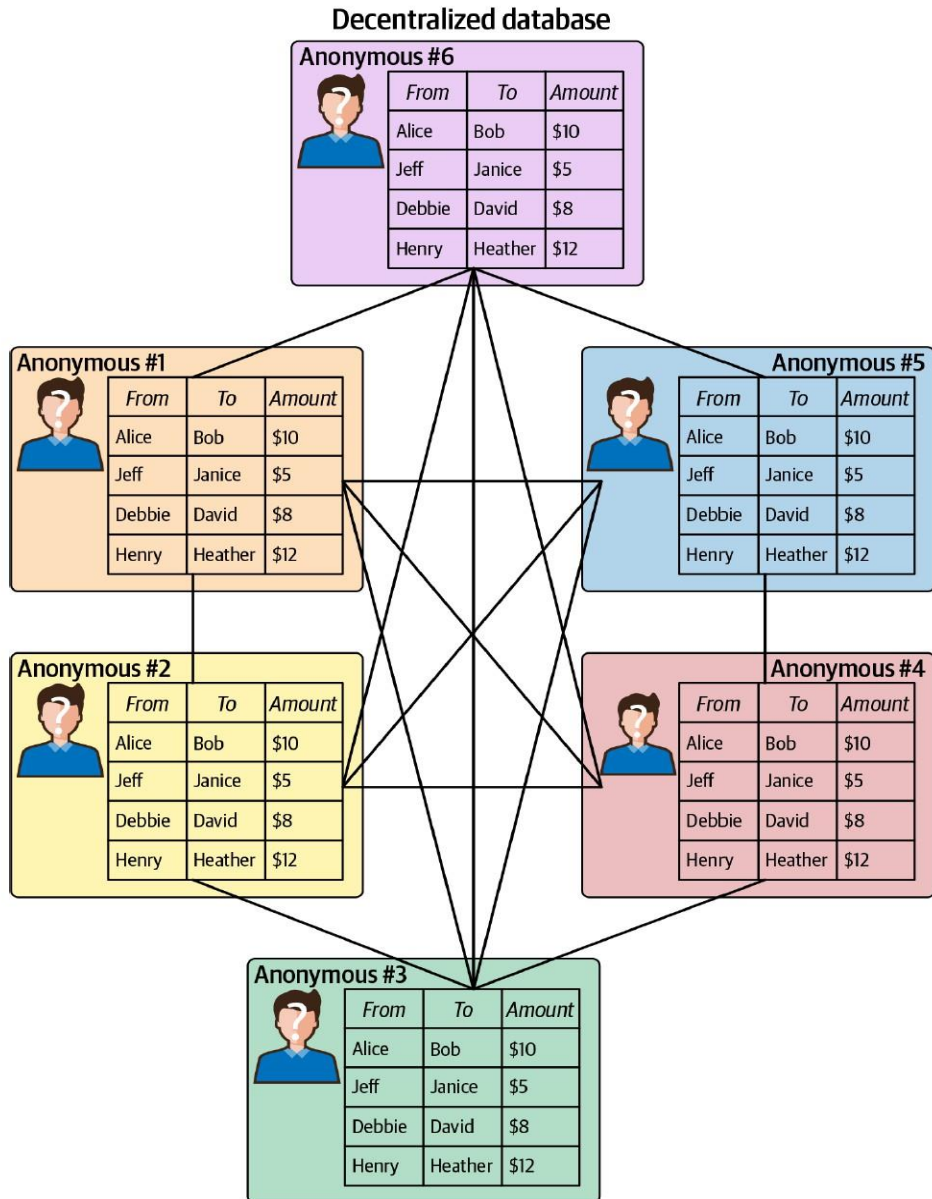 Decentralized database
Anonymous #6
?
From To Amount
Alice Bob $10
Jeff Janice $5
Debbie David $8
Henry Heather $12
Anonymous #1
?
From To Amount
Alice Bob $10
Jeff Janice $5
Debbie David $8
Henry Heather $12
Anonymous #5
?
From To Amount
Alice Bob $10
Jeff Janice $5
Debbie David $8
Henry Heather $12
Anonymous #2
?
From To Amount
Alice Bob $10
Jeff Janice $5
Debbie David $8
Henry Heather $12
Anonymous #4
?
From To Amount
Alice Bob $10
Jeff Janice $5
Debbie David $8
Henry Heather $12
Anonymous #3
?
From To Amount
Alice Bob $10
Jeff Janice $5
Debbie David $8
Henry Heather $12